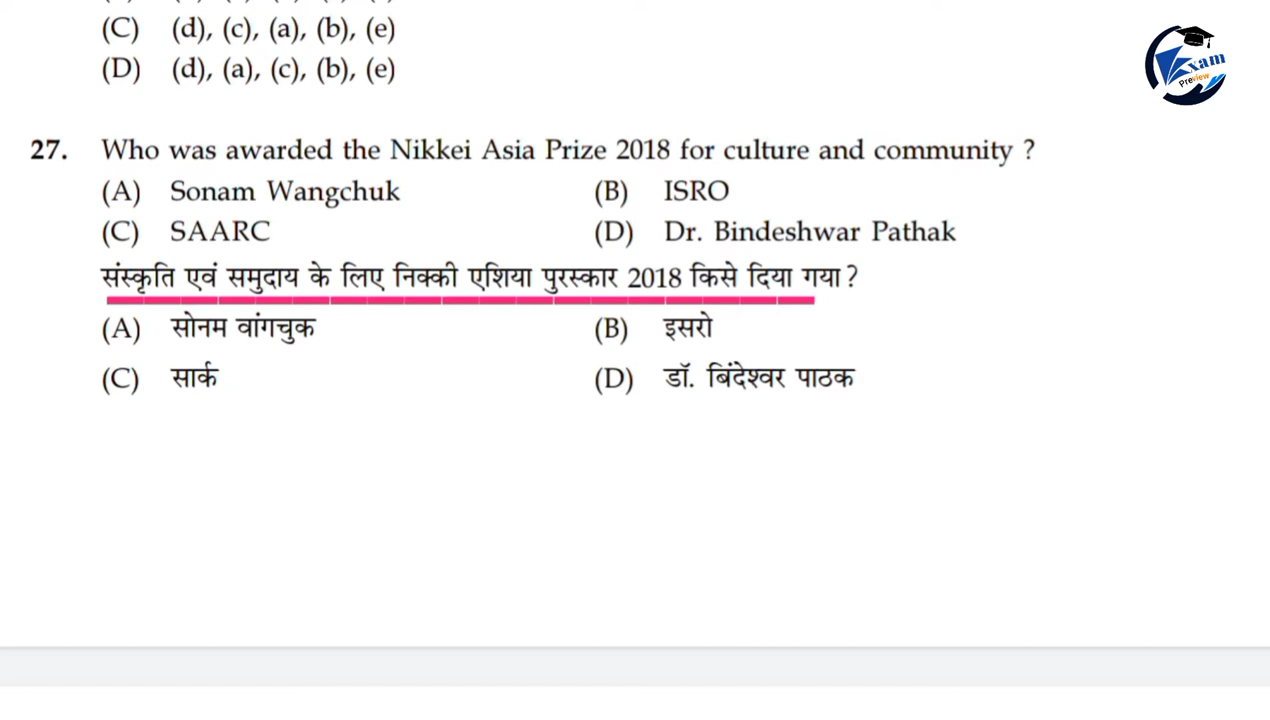 (C) (d), (c), (a), (b), (e)
(D) (d), (a), (c), (b), (e)
Exam
Preview
27. Who was awarded the Nikkei Asia Prize 2018 for culture and community ?
(A) Sonam Wangchuk (B) ISRO
(C) SAARC (D) Dr. Bindeshwar Pathak
संस्कृति एवं समुदाय के लिए निक्की एशिया पुरस्कार 2018 किसे दिया गया ?
(A) सोनम वांगचुक (B) इसरो
(C) सार्क (D) डॉ. बिंदेश्वर पाठक